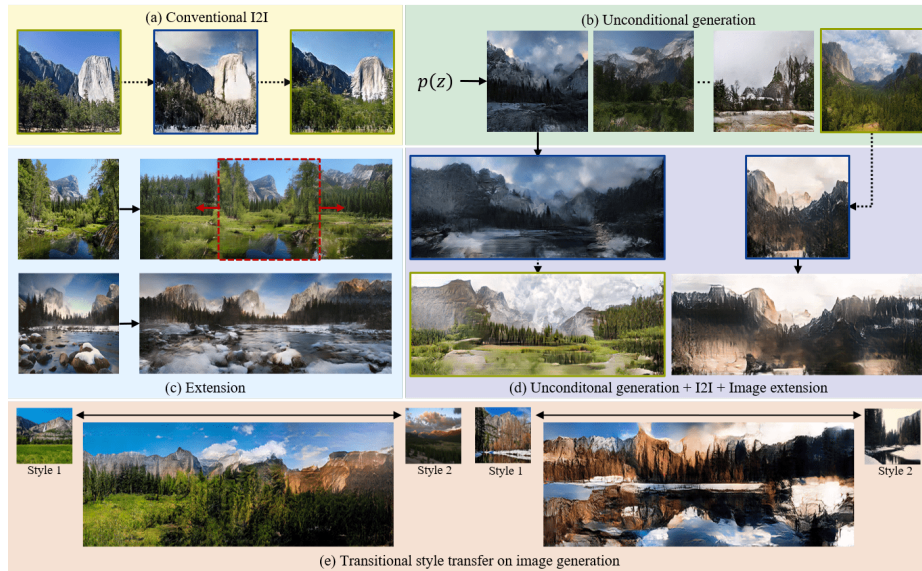 (a) Conventional I2I
(b) Unconditional generation
p(z)
...
(c) Extension
(d) Unconditonal generation + I2I + Image extension
Style 1
Style 2
Style 1
Style 2
(e) Transitional style transfer on image generation